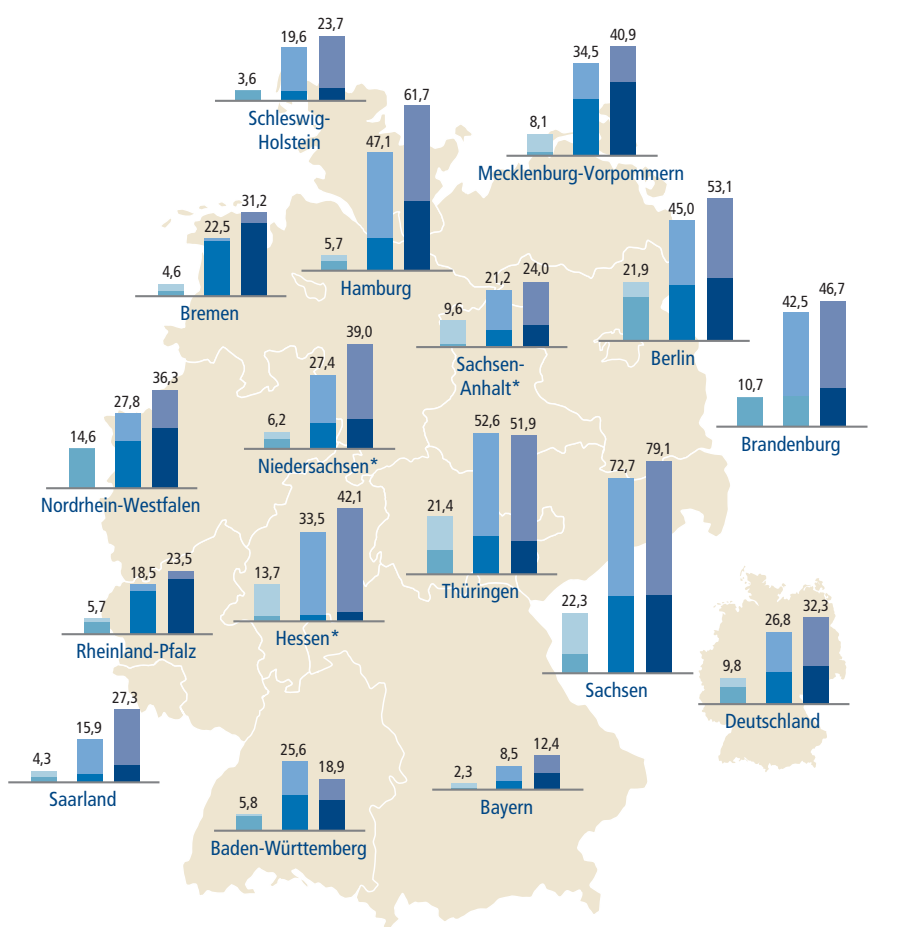 3,6
19,6
23,7
Schleswig-
Holstein
8,1
34,5
40,9
Mecklenburg-Vorpommern
5,7
47,1
61,7
Hamburg
4,6
22,5
31,2
Bremen
21,9
45,0
53,1
Berlin
9,6
21,2
24,0
Sachsen-
Anhalt*
10,7
42,5
46,7
Brandenburg
6,2
27,4
39,0
Niedersachsen*
14,6
27,8
36,3
Nordrhein-Westfalen
21,4
52,6
51,9
Thüringen
22,3
72,7
79,1
Sachsen
13,7
33,5
42,1
Hessen*
5,7
18,5
23,5
Rheinland-Pfalz
9,8
26,8
32,3
Deutschland
4,3
15,9
27,3
Saarland
5,8
25,6
18,9
Baden-Württemberg
2,3
8,5
12,4
Bayern